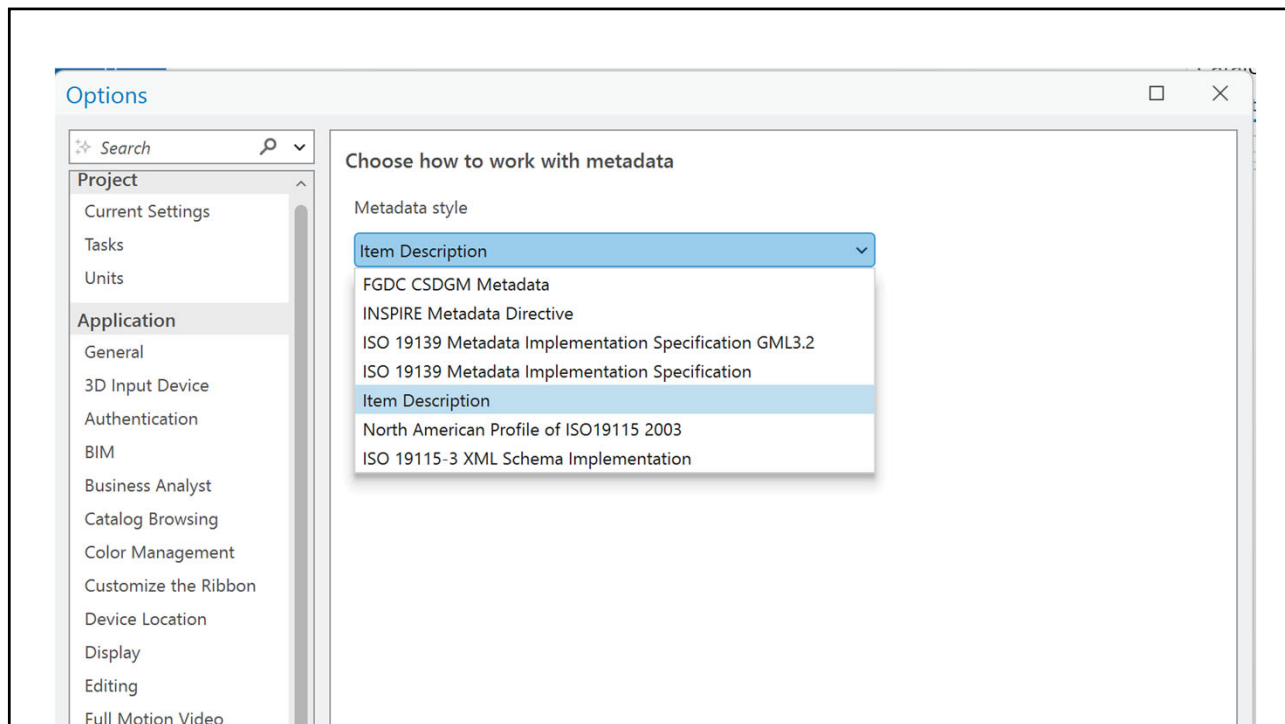 Options
Search
Project
Current Settings
Tasks
Units
Application
General
3D Input Device
Authentication
BIM
Business Analyst
Catalog Browsing
Color Management
Customize the Ribbon
Device Location
Display
Editing
Full Motion Video
Choose how to work with metadata
Metadata style
Item Description
FGDC CSDGM Metadata
INSPIRE Metadata Directive
ISO 19139 Metadata Implementation Specification GML3.2
ISO 19139 Metadata Implementation Specification
Item Description
North American Profile of ISO19115 2003
ISO 19115-3 XML Schema Implementation